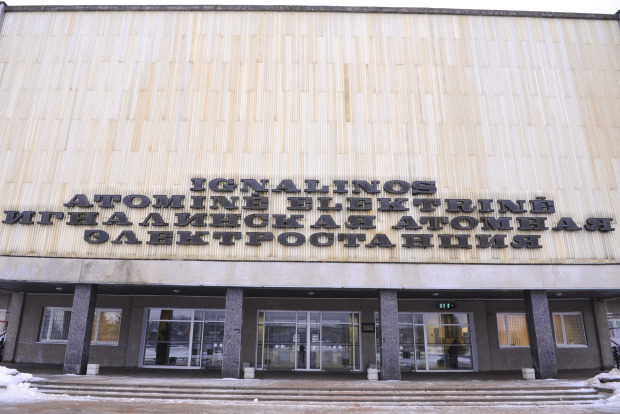 IGNALINOS
ATOMINĖ ELEKTRINĖ
ИГНАЛИНСКАЯ АТОМНАЯ
ЭЛЕКТРОСТАНЦИЯ